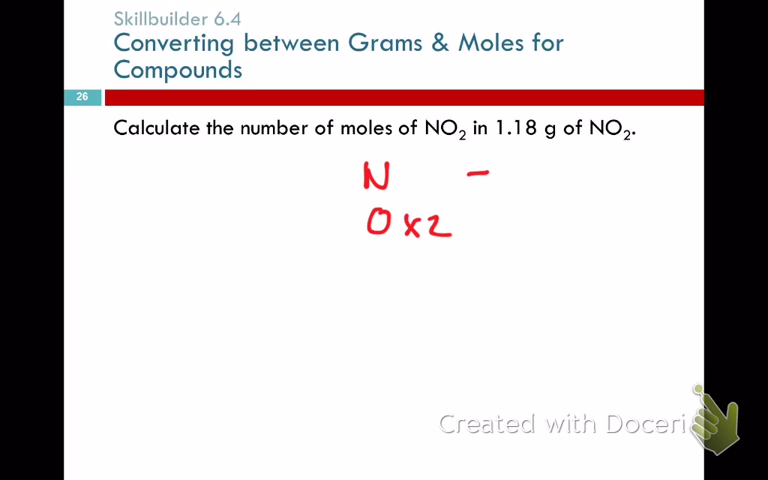 Skillbuilder 6.4
Converting between Grams & Moles for
Compounds
26
Calculate the number of moles of NO₂ in 1.18 g of NO₂.
N -
O x 2
Created with Doceri